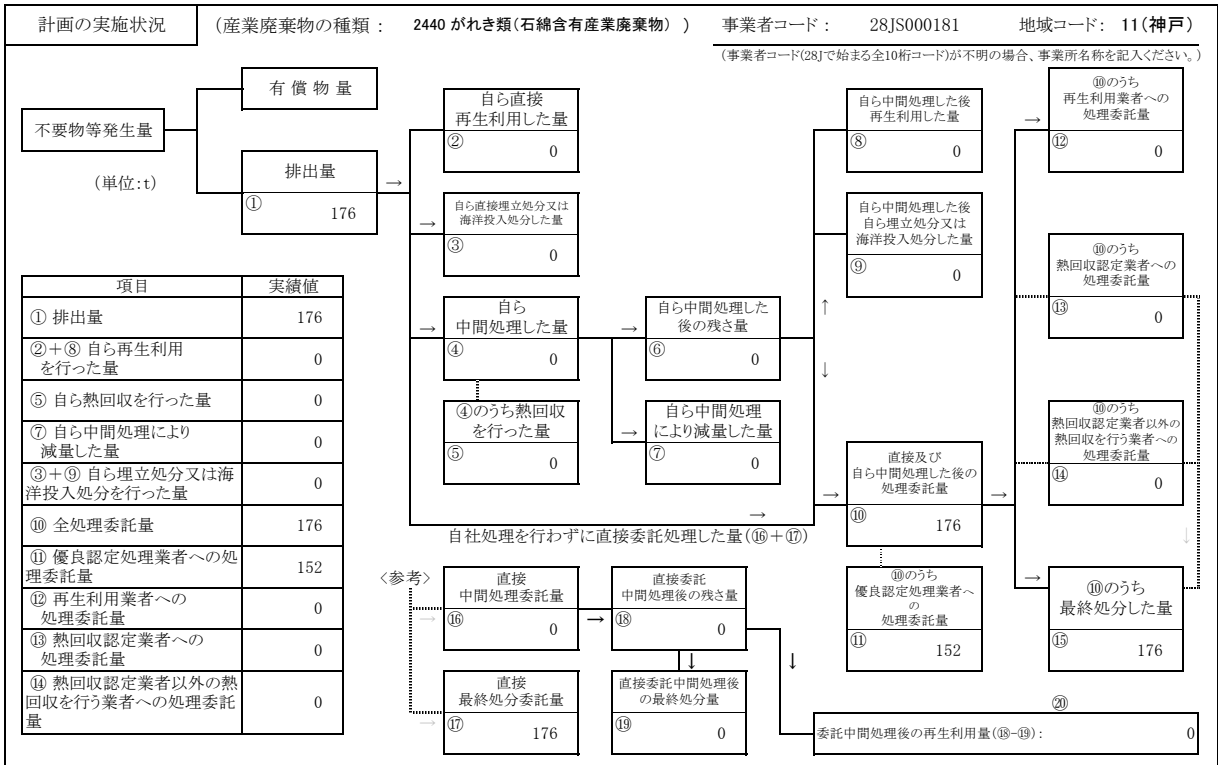 計画の実施状況
(産業廃棄物の種類： 2440 がれき類(石綿含有産業廃棄物) )
事業者コード： 28JS000181
地域コード： 11(神戸)
(事業者コード(28Jで始まる全10桁コード)が不明の場合、事業所名称を記入ください。)
不要物等発生量
(単位:t)
有償物量
排出量
→
① 176
自ら直接
再生利用した量
② 0
→
自ら直接埋立処分又は
海洋投入処分した量
③ 0
→
自ら
中間処理した量
④ 0
④のうち熱回収
を行った量
⑤ 0
→
自ら中間処理した
後の残さ量
⑥ 0
→
自ら中間処理
により減量した量
⑦ 0
自ら中間処理した後
再生利用した量
⑧ 0
自ら中間処理した後
自ら埋立処分又は
海洋投入処分した量
⑨ 0
↑
↓
→
自社処理を行わずに直接委託処理した量(⑯+⑰)
→
直接及び
自ら中間処理した後の
処理委託量
⑩ 176
→
⑩のうち
優良認定処理業者へ
の
処理委託量
⑪ 152
→
⑩のうち
再生利用業者への
処理委託量
⑫ 0
⑩のうち
熱回収認定業者への
処理委託量
⑬ 0
⑩のうち
熱回収認定業者以外の
熱回収を行う業者への
処理委託量
⑭ 0
↓
→
⑩のうち
最終処分した量
⑮ 176
項目 実績値
① 排出量 176
②+⑧ 自ら再生利用
を行った量 0
⑤ 自ら熱回収を行った量 0
⑦ 自ら中間処理により
減量した量 0
③+⑨ 自ら埋立処分又は海
洋投入処分を行った量 0
⑩ 全処理委託量 176
⑪ 優良認定処理業者への処
理委託量 152
⑫ 再生利用業者への
処理委託量 0
⑬ 熱回収認定業者への
処理委託量 0
⑭ 熱回収認定業者以外の熱
回収を行う業者への処理委託
量 0
〈参考〉
→
直接
中間処理委託量
⑯ 0
→
直接委託
中間処理後の残さ量
⑱ 0
↓
↓
→
直接
最終処分委託量
⑰ 176
直接委託中間処理後
の最終処分量
⑲ 0
⑳
委託中間処理後の再生利用量(⑱-⑲)： 0